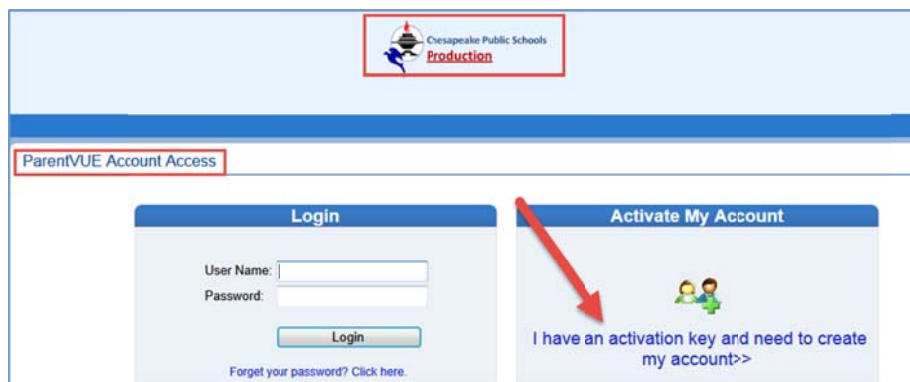 Chesapeake Public Schools
Production
ParentVUE Account Access
Login
User Name:
Password:
Login
Forget your password? Click here.
Activate My Account
I have an activation key and need to create
my account>>